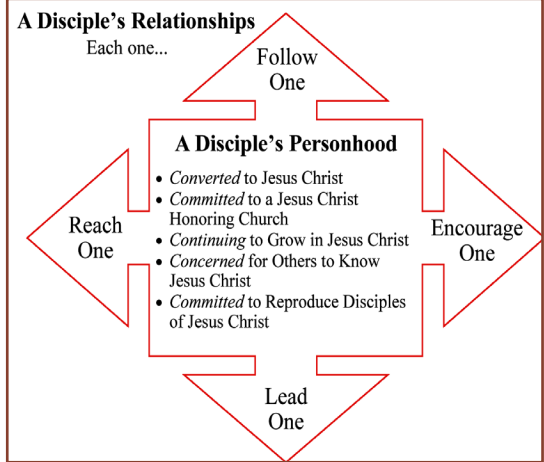 A Disciple's Relationships
Each one...
Follow
One
A Disciple's Personhood
• Converted to Jesus Christ
• Committed to a Jesus Christ
Honoring Church
• Continuing to Grow in Jesus Christ
• Concerned for Others to Know
Jesus Christ
• Committed to Reproduce Disciples
of Jesus Christ
Reach
One
Encourage
One
Lead
One